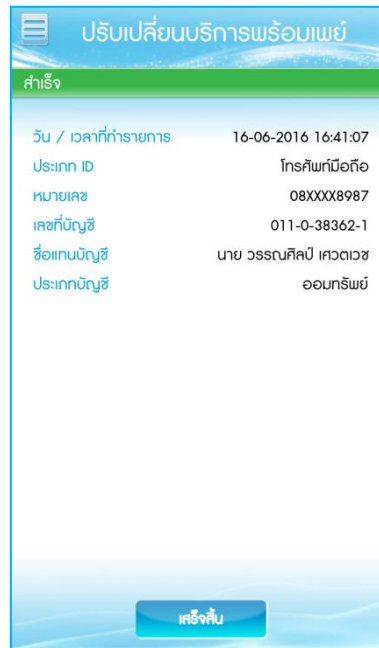 ปรับเปลี่ยนบริการพร้อมเพย์
สำเร็จ
วัน / เวลาที่ทำรายการ 16-06-2016 16:41:07
ประเภท ID โทรศัพท์มือถือ
หมายเลข 08XXXX8987
เลขที่บัญชี 011-0-38362-1
ชื่อแทนบัญชี นาย วรรณศิลป์ เศวตเวช
ประเภทบัญชี ออมทรัพย์
เสร็จสิ้น